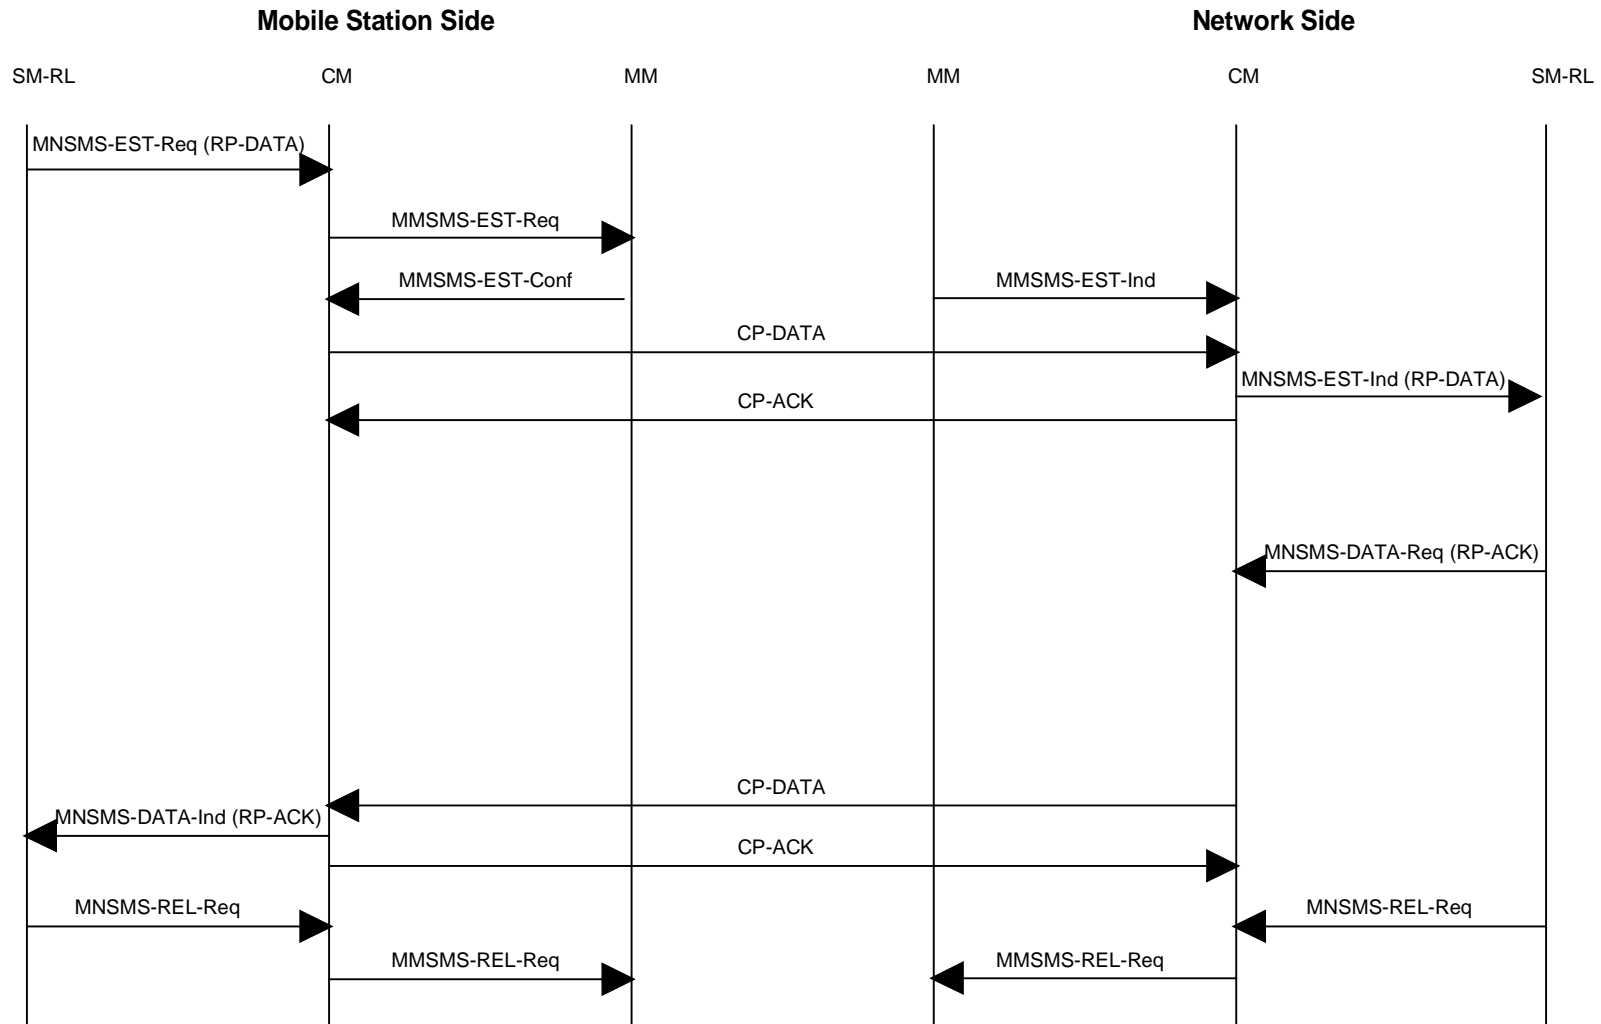 Mobile Station Side
Network Side
SM-RL
CM
MM
MM
CM
SM-RL
MNSMS-EST-Req (RP-DATA)
MMSMS-EST-Req
MMSMS-EST-Conf
MMSMS-EST-Ind
CP-DATA
MNSMS-EST-Ind (RP-DATA)
CP-ACK
MNSMS-DATA-Req (RP-ACK)
CP-DATA
MNSMS-DATA-Ind (RP-ACK)
CP-ACK
MNSMS-REL-Req
MNSMS-REL-Req
MMSMS-REL-Req
MMSMS-REL-Req